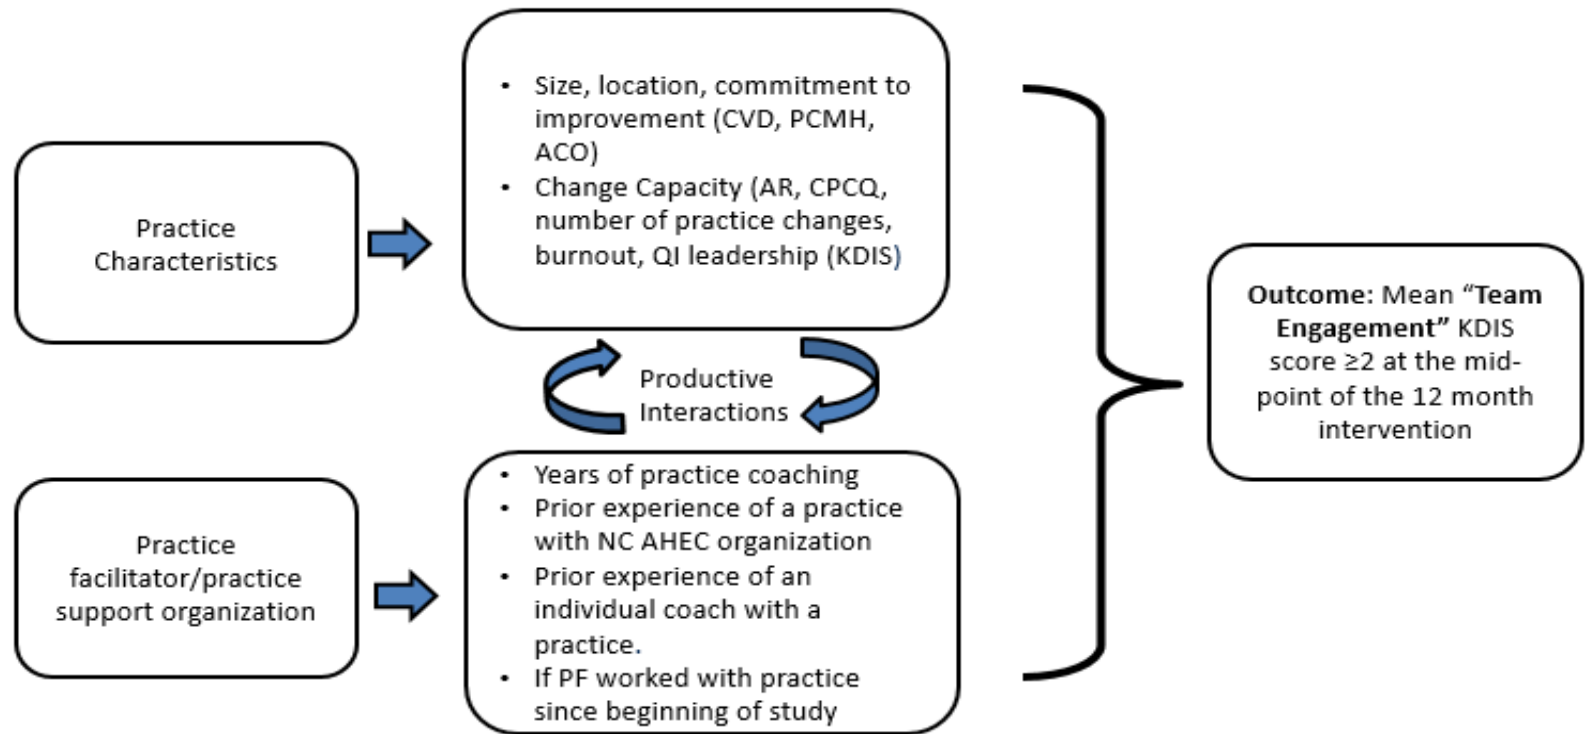 Practice
Characteristics
• Size, location, commitment to
improvement (CVD, PCMH,
ACO)
• Change Capacity (AR, CPCQ,
number of practice changes,
burnout, QI leadership (KDIS)
Productive
Interactions
Practice
facilitator/practice
support organization
• Years of practice coaching
• Prior experience of a practice
with NC AHEC organization
• Prior experience of an
individual coach with a
practice.
• If PF worked with practice
since beginning of study
Outcome: Mean “Team
Engagement” KDIS
score ≥2 at the mid-
point of the 12 month
intervention